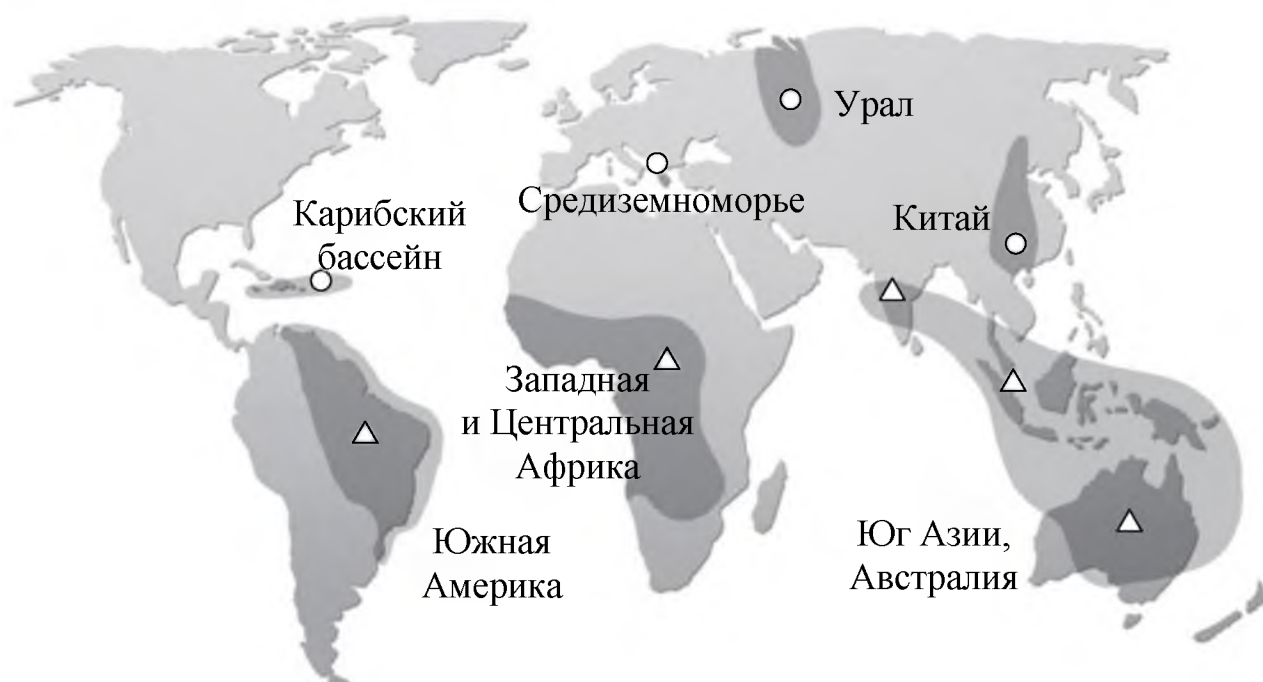 Урал
Средиземноморье
Карибский
бассейн
Китай
Западная
и Центральная
Африка
Южная
Америка
Юг Азии,
Австралия